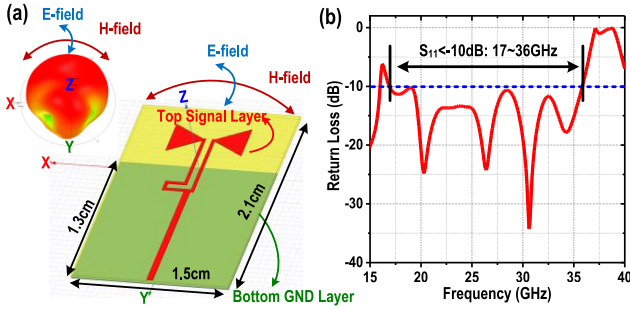 (a)
E-field
H-field
Z
X
Y
E-field
H-field
Z
Top Signal Layer
X
1.3cm
2.1cm
1.5cm
Y
Bottom GND Layer
(b)
S11<-10dB: 17~36GHz
Return Loss (dB)
0
-10
-20
-30
-40
15 20 25 30 35 40
Frequency (GHz)